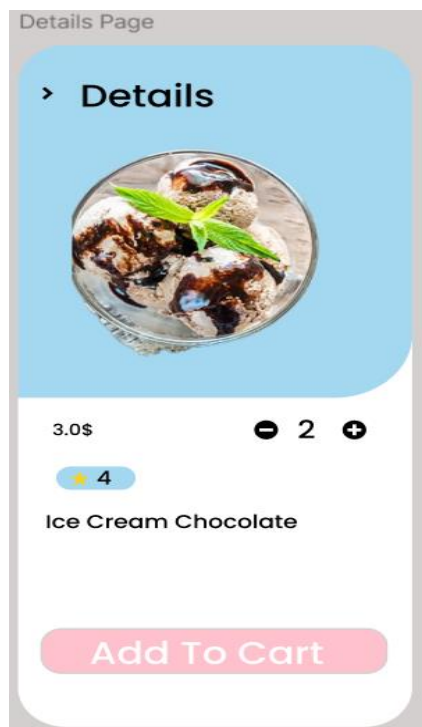 Details Page
> Details
3.0$ 2
4
Ice Cream Chocolate
Add To Cart